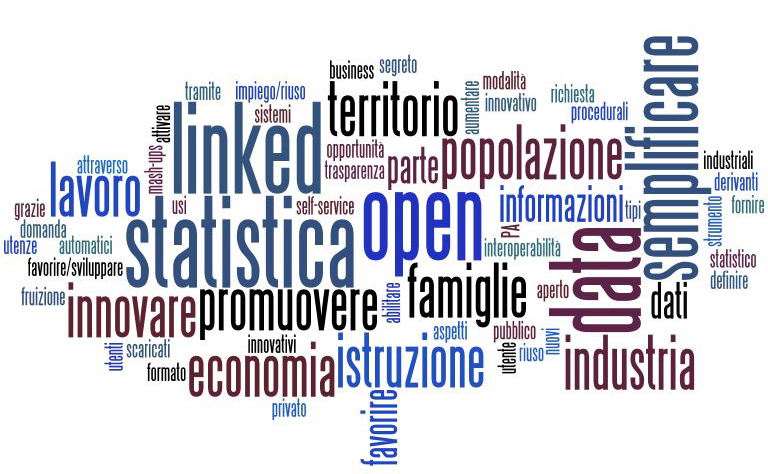 business
segreto
semplificare
tramite
impiego/riuso
territorio
aumentare
modalità
innovativo
richiesta
procedurali
attivare
linked
sistemi
opportunità
trasparenza
parte
popolazione
industriali
mash-ups
attraverso
lavoro
usi
self-service
open
informazioni
tipi
derivanti
fornire
strumento
grazie
domanda
utenze
automatici
statistica
PA
interoperabilità
data
statistico
definire
favorire/sviluppare
fruizione
innovare
promuovere
abilitare
famiglie
aperto
dati
utenti
scaricati
innovativi
formato
economia
istruzione
aspetti
pubblico
utente
riuso
nuovi
industria
privato
favorire